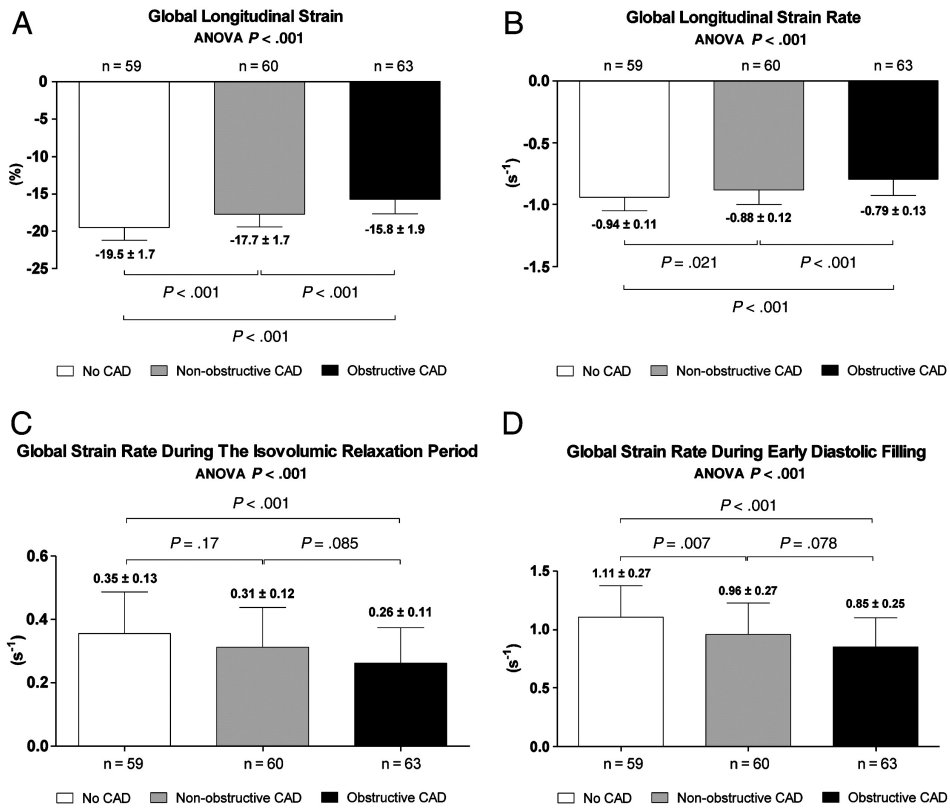 A
Global Longitudinal Strain
ANOVA P < .001
n = 59 n = 60 n = 63
0
-5
-10
-15
-20
-25
(%)
-19.5 ± 1.7
-17.7 ± 1.7
-15.8 ± 1.9
P < .001 P < .001
P < .001
No CAD Non-obstructive CAD Obstructive CAD
B
Global Longitudinal Strain Rate
ANOVA P < .001
n = 59 n = 60 n = 63
0.0
-0.5
-1.0
-1.5
(s-1)
-0.94 ± 0.11
-0.88 ± 0.12
-0.79 ± 0.13
P = .021 P < .001
P < .001
No CAD Non-obstructive CAD Obstructive CAD
C
Global Strain Rate During The Isovolumic Relaxation Period
ANOVA P < .001
P < .001
P = .17 P = .085
0.6
0.4
0.2
0.0
(s-1)
0.35 ± 0.13
0.31 ± 0.12
0.26 ± 0.11
n = 59 n = 60 n = 63
No CAD Non-obstructive CAD Obstructive CAD
D
Global Strain Rate During Early Diastolic Filling
ANOVA P < .001
P < .001
P = .007 P = .078
1.5
1.0
0.5
0.0
(s-1)
1.11 ± 0.27
0.96 ± 0.27
0.85 ± 0.25
n = 59 n = 60 n = 63
No CAD Non-obstructive CAD Obstructive CAD